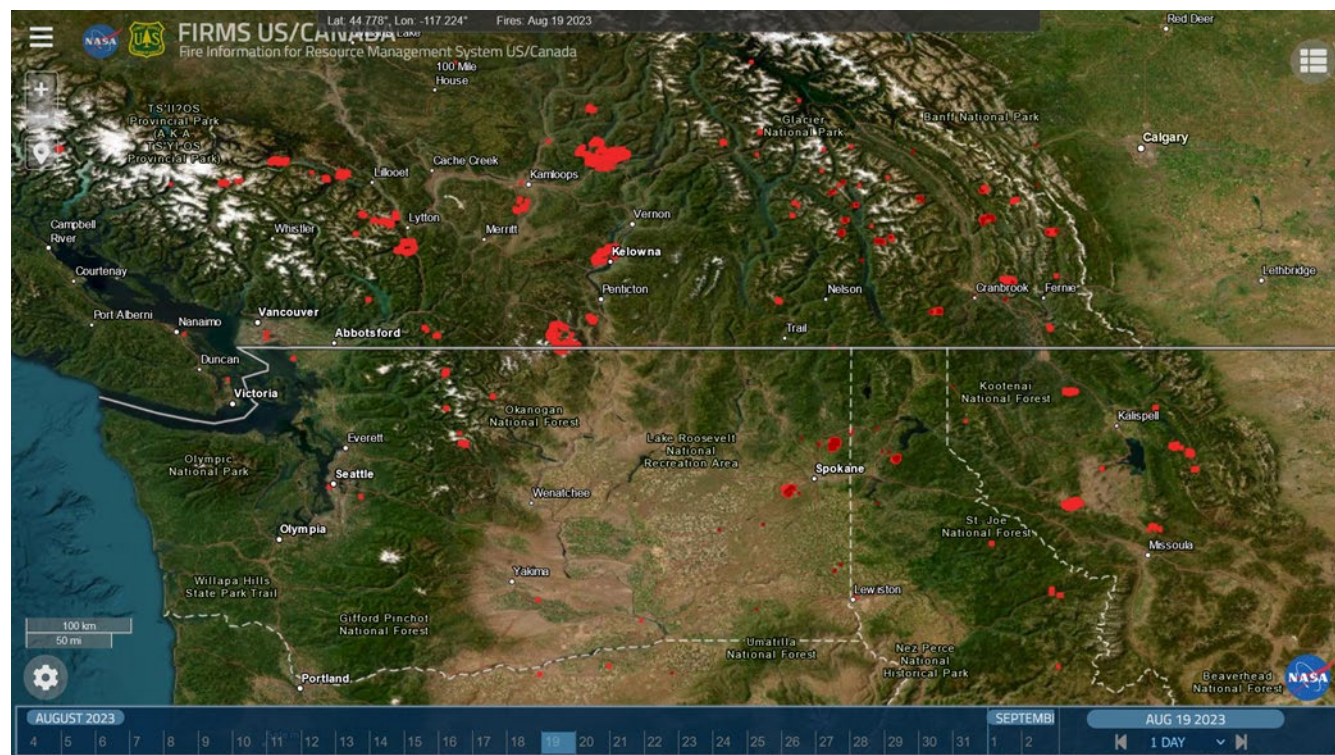 Lat: 44.778°, Lon: -117.224° Fires: Aug 19 2023
NASA
FIRMS US/CANADA
Fire Information for Resource Management System US/Canada
Lake
Red Deer
100 Mile
House
TS'IL?OS
Provincial Park
(A K A
TS'YL-OS
Provincial Park)
Glacier
National Park
Banff National Park
Calgary
Cache Creek
Lillooet
Kamloops
Campbell
River
Whistler
Lytton
Merritt
Vernon
Kelowna
Courtenay
Lethbridge
Penticton
Nelson
Cranbrook
Fernie
Port Alberni
Nanaimo
Vancouver
Abbotsford
Trail
Duncan
Victoria
Kootenai
National Forest
Okanogan
National Forest
Kalispell
Everett
Lake Roosevelt
National
Recreation Area
Olympic
National Park
Seattle
Spokane
Wenatchee
Olympia
St Joe
National Forest
Missoula
Yakima
Willapa Hills
State Park Trail
Lewiston
Gifford Pinchot
National Forest
100 km
50 mi
Umatilla
National Forest
Nez Perce
National
Historical Park
Portland
Beaverhead
National Forest
NASA
AUGUST 2023
SEPTEMBI
AUG 19 2023
4 5 6 7 8 9 10 11 12 13 14 15 16 17 18 19 20 21 22 23 24 25 26 27 28 29 30 31 1 2
1 DAY